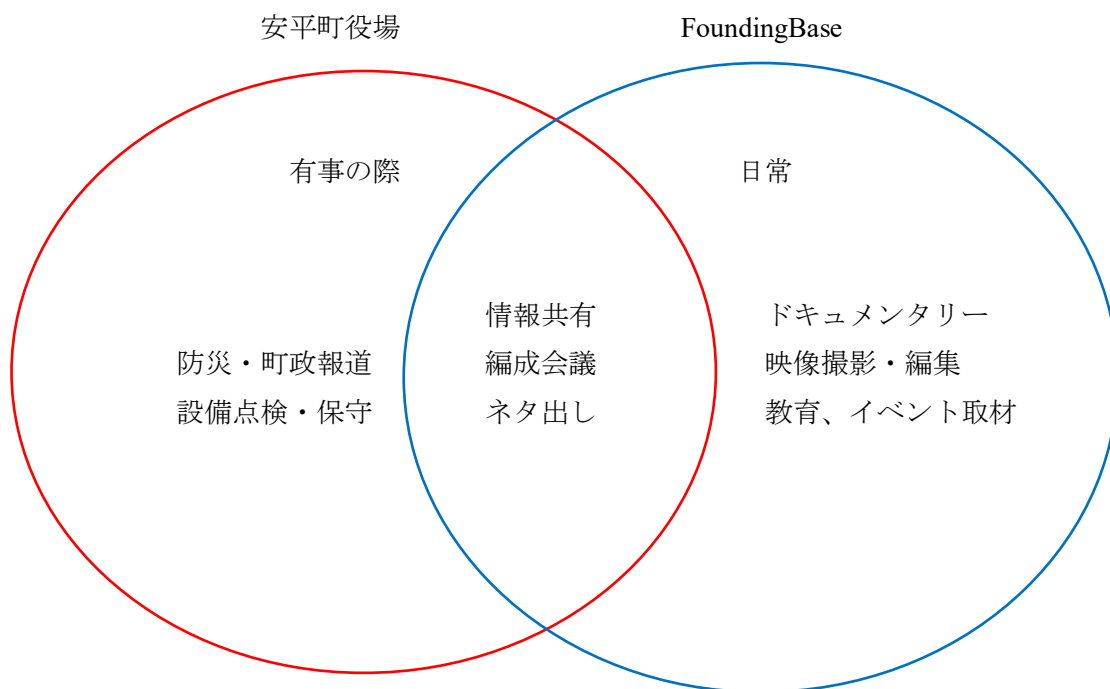 安平町役場
FoundingBase
有事の際
日常
防災・町政報道
設備点検・保守
情報共有
編成会議
ネタ出し
ドキュメンタリー
映像撮影・編集
教育、イベント取材